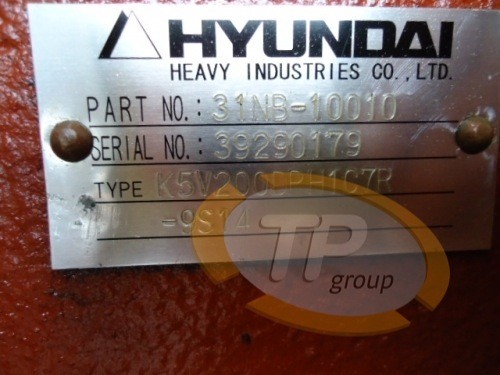 HYUNDAI
HEAVY INDUSTRIES CO., LTD.
PART NO.: 31NB-10010
SERIAL NO.: 39290179
TYPE K5V200DPH1C7R
-9S14
TP
group